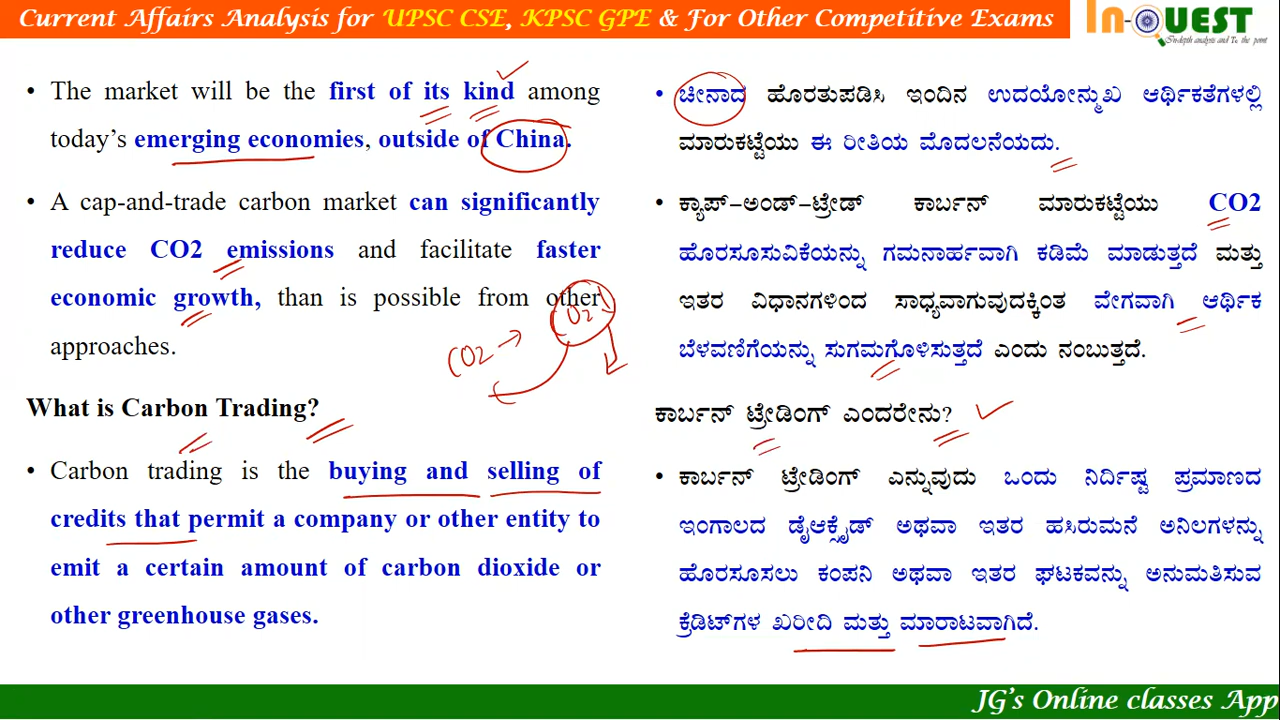 Current Affairs Analysis for UPSC CSE, KPSC GPE & For Other Competitive Exams
In-QUEST
In-depth analysis and To the point
• The market will be the first of its kind among
today's emerging economies, outside of China.
• A cap-and-trade carbon market can significantly
reduce CO2 emissions and facilitate faster
economic growth, than is possible from other
approaches.
CO2 → O2
What is Carbon Trading?
• Carbon trading is the buying and selling of
credits that permit a company or other entity to
emit a certain amount of carbon dioxide or
other greenhouse gases.
• ಚೀನಾದ ಹೊರತುಪಡಿಸಿ ಇಂದಿನ ಉದಯೋನ್ಮುಖ ಆರ್ಥಿಕತೆಗಳಲ್ಲಿ
ಮಾರುಕಟ್ಟೆಯು ಈ ರೀತಿಯ ಮೊದಲನೆಯದು.
• ಕ್ಯಾಪ್-ಅಂಡ್-ಟ್ರೇಡ್ ಕಾರ್ಬನ್ ಮಾರುಕಟ್ಟೆಯು CO2
ಹೊರಸೂಸುವಿಕೆಯನ್ನು ಗಮನಾರ್ಹವಾಗಿ ಕಡಿಮೆ ಮಾಡುತ್ತದೆ ಮತ್ತು
ಇತರ ವಿಧಾನಗಳಿಂದ ಸಾಧ್ಯವಾಗುವುದಕ್ಕಿಂತ ವೇಗವಾಗಿ ಆರ್ಥಿಕ
ಬೆಳವಣಿಗೆಯನ್ನು ಸುಗಮಗೊಳಿಸುತ್ತದೆ ಎಂದು ನಂಬುತ್ತದೆ.
ಕಾರ್ಬನ್ ಟ್ರೇಡಿಂಗ್ ಎಂದರೇನು?
• ಕಾರ್ಬನ್ ಟ್ರೇಡಿಂಗ್ ಎನ್ನುವುದು ಒಂದು ನಿರ್ದಿಷ್ಟ ಪ್ರಮಾಣದ
ಇಂಗಾಲದ ಡೈಆಕ್ಸೈಡ್ ಅಥವಾ ಇತರ ಹಸಿರುಮನೆ ಅನಿಲಗಳನ್ನು
ಹೊರಸೂಸಲು ಕಂಪನಿ ಅಥವಾ ಇತರ ಘಟಕವನ್ನು ಅನುಮತಿಸುವ
ಕ್ರೆಡಿಟ್‌ಗಳ ಖರೀದಿ ಮತ್ತು ಮಾರಾಟವಾಗಿದೆ.
JG's Online classes App